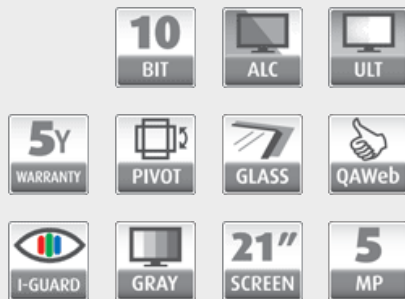 10
BIT
ALC
ULT
5Y
WARRANTY
PIVOT
GLASS
QAWeb
I-GUARD
GRAY
21"
SCREEN
5
MP